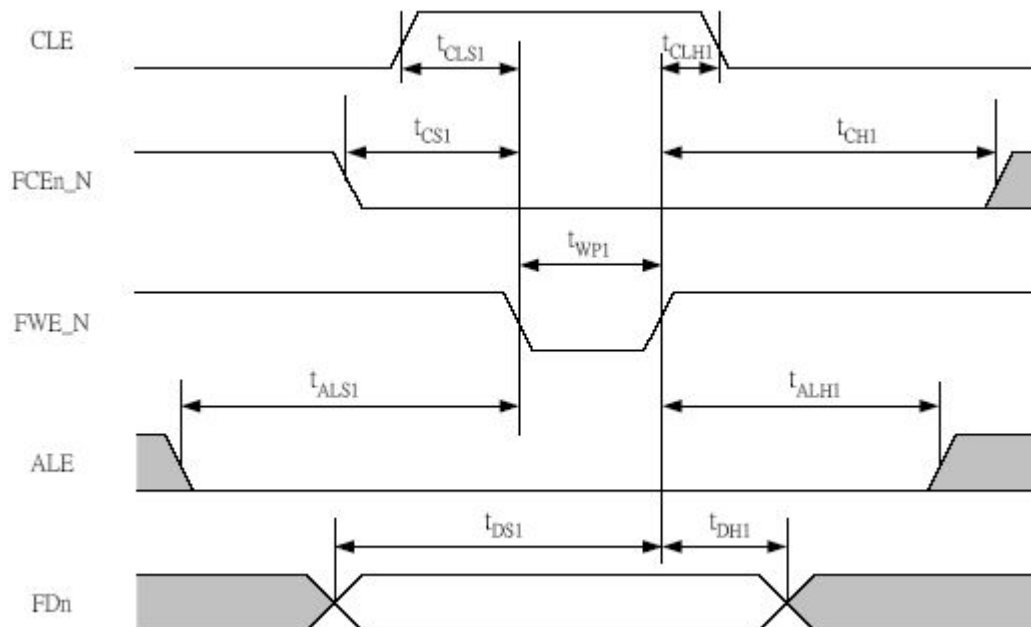 CLE
tCLS1
tCLH1
tCS1
tCH1
FCEn_N
tWP1
FWE_N
tALS1
tALH1
ALE
tDS1
tDH1
FDn